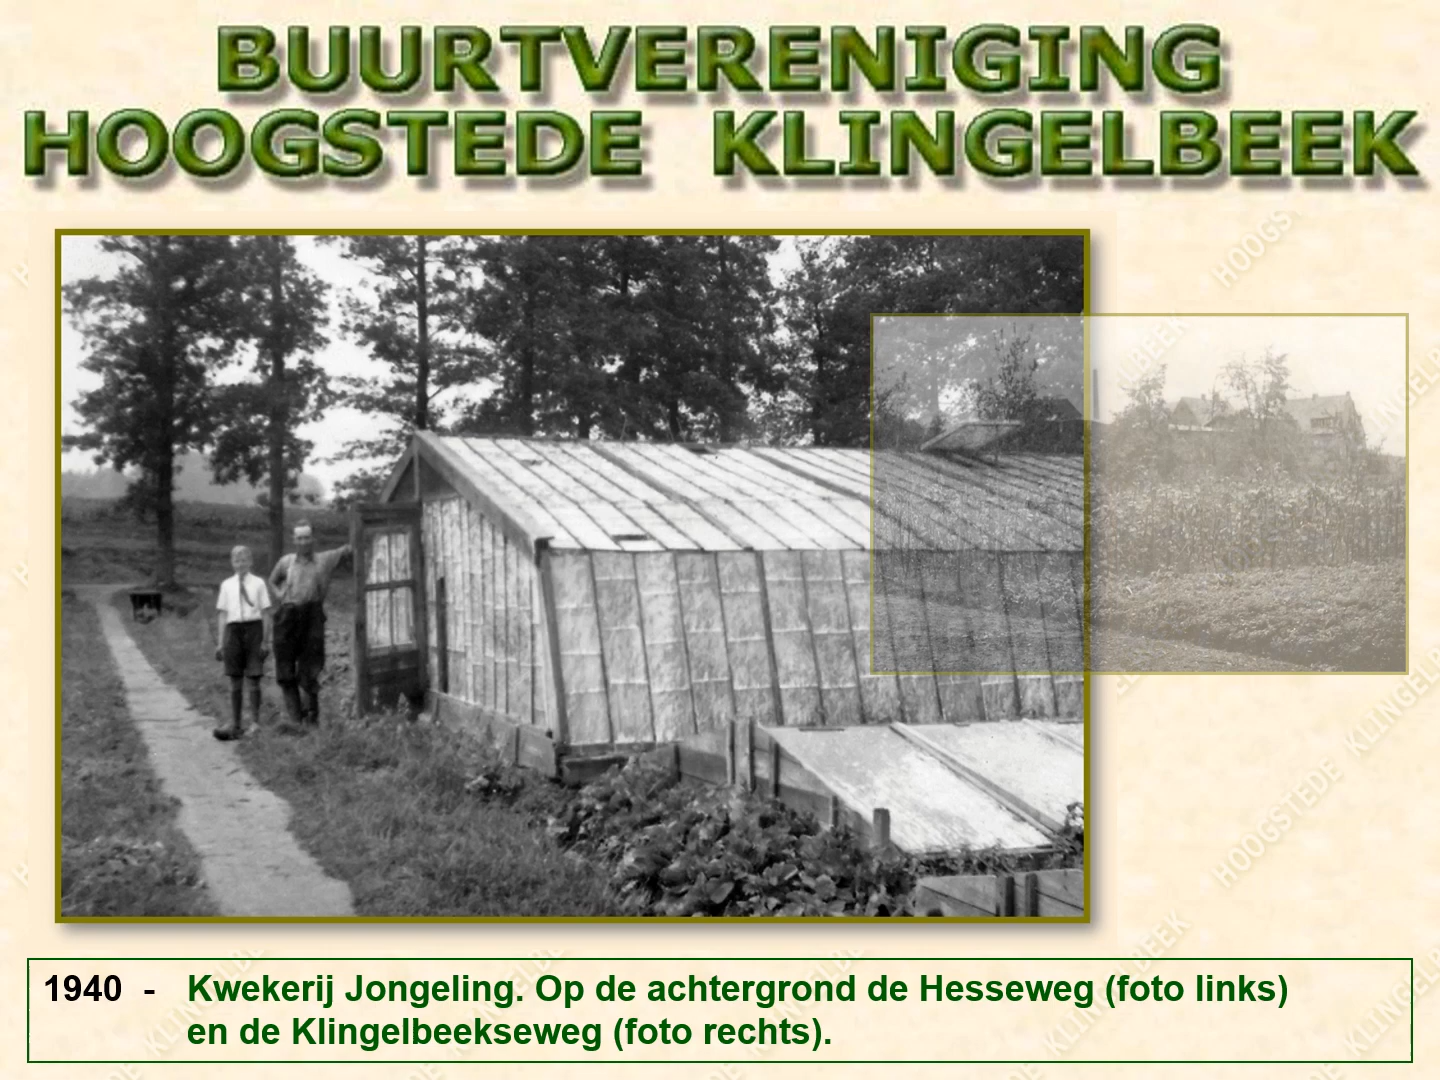 BUURTVERENIGING
HOOGSTEDE KLINGELBEEK
1940 - Kwekerij Jongeling. Op de achtergrond de Hesseweg (foto links)
en de Klingelbeekseweg (foto rechts).